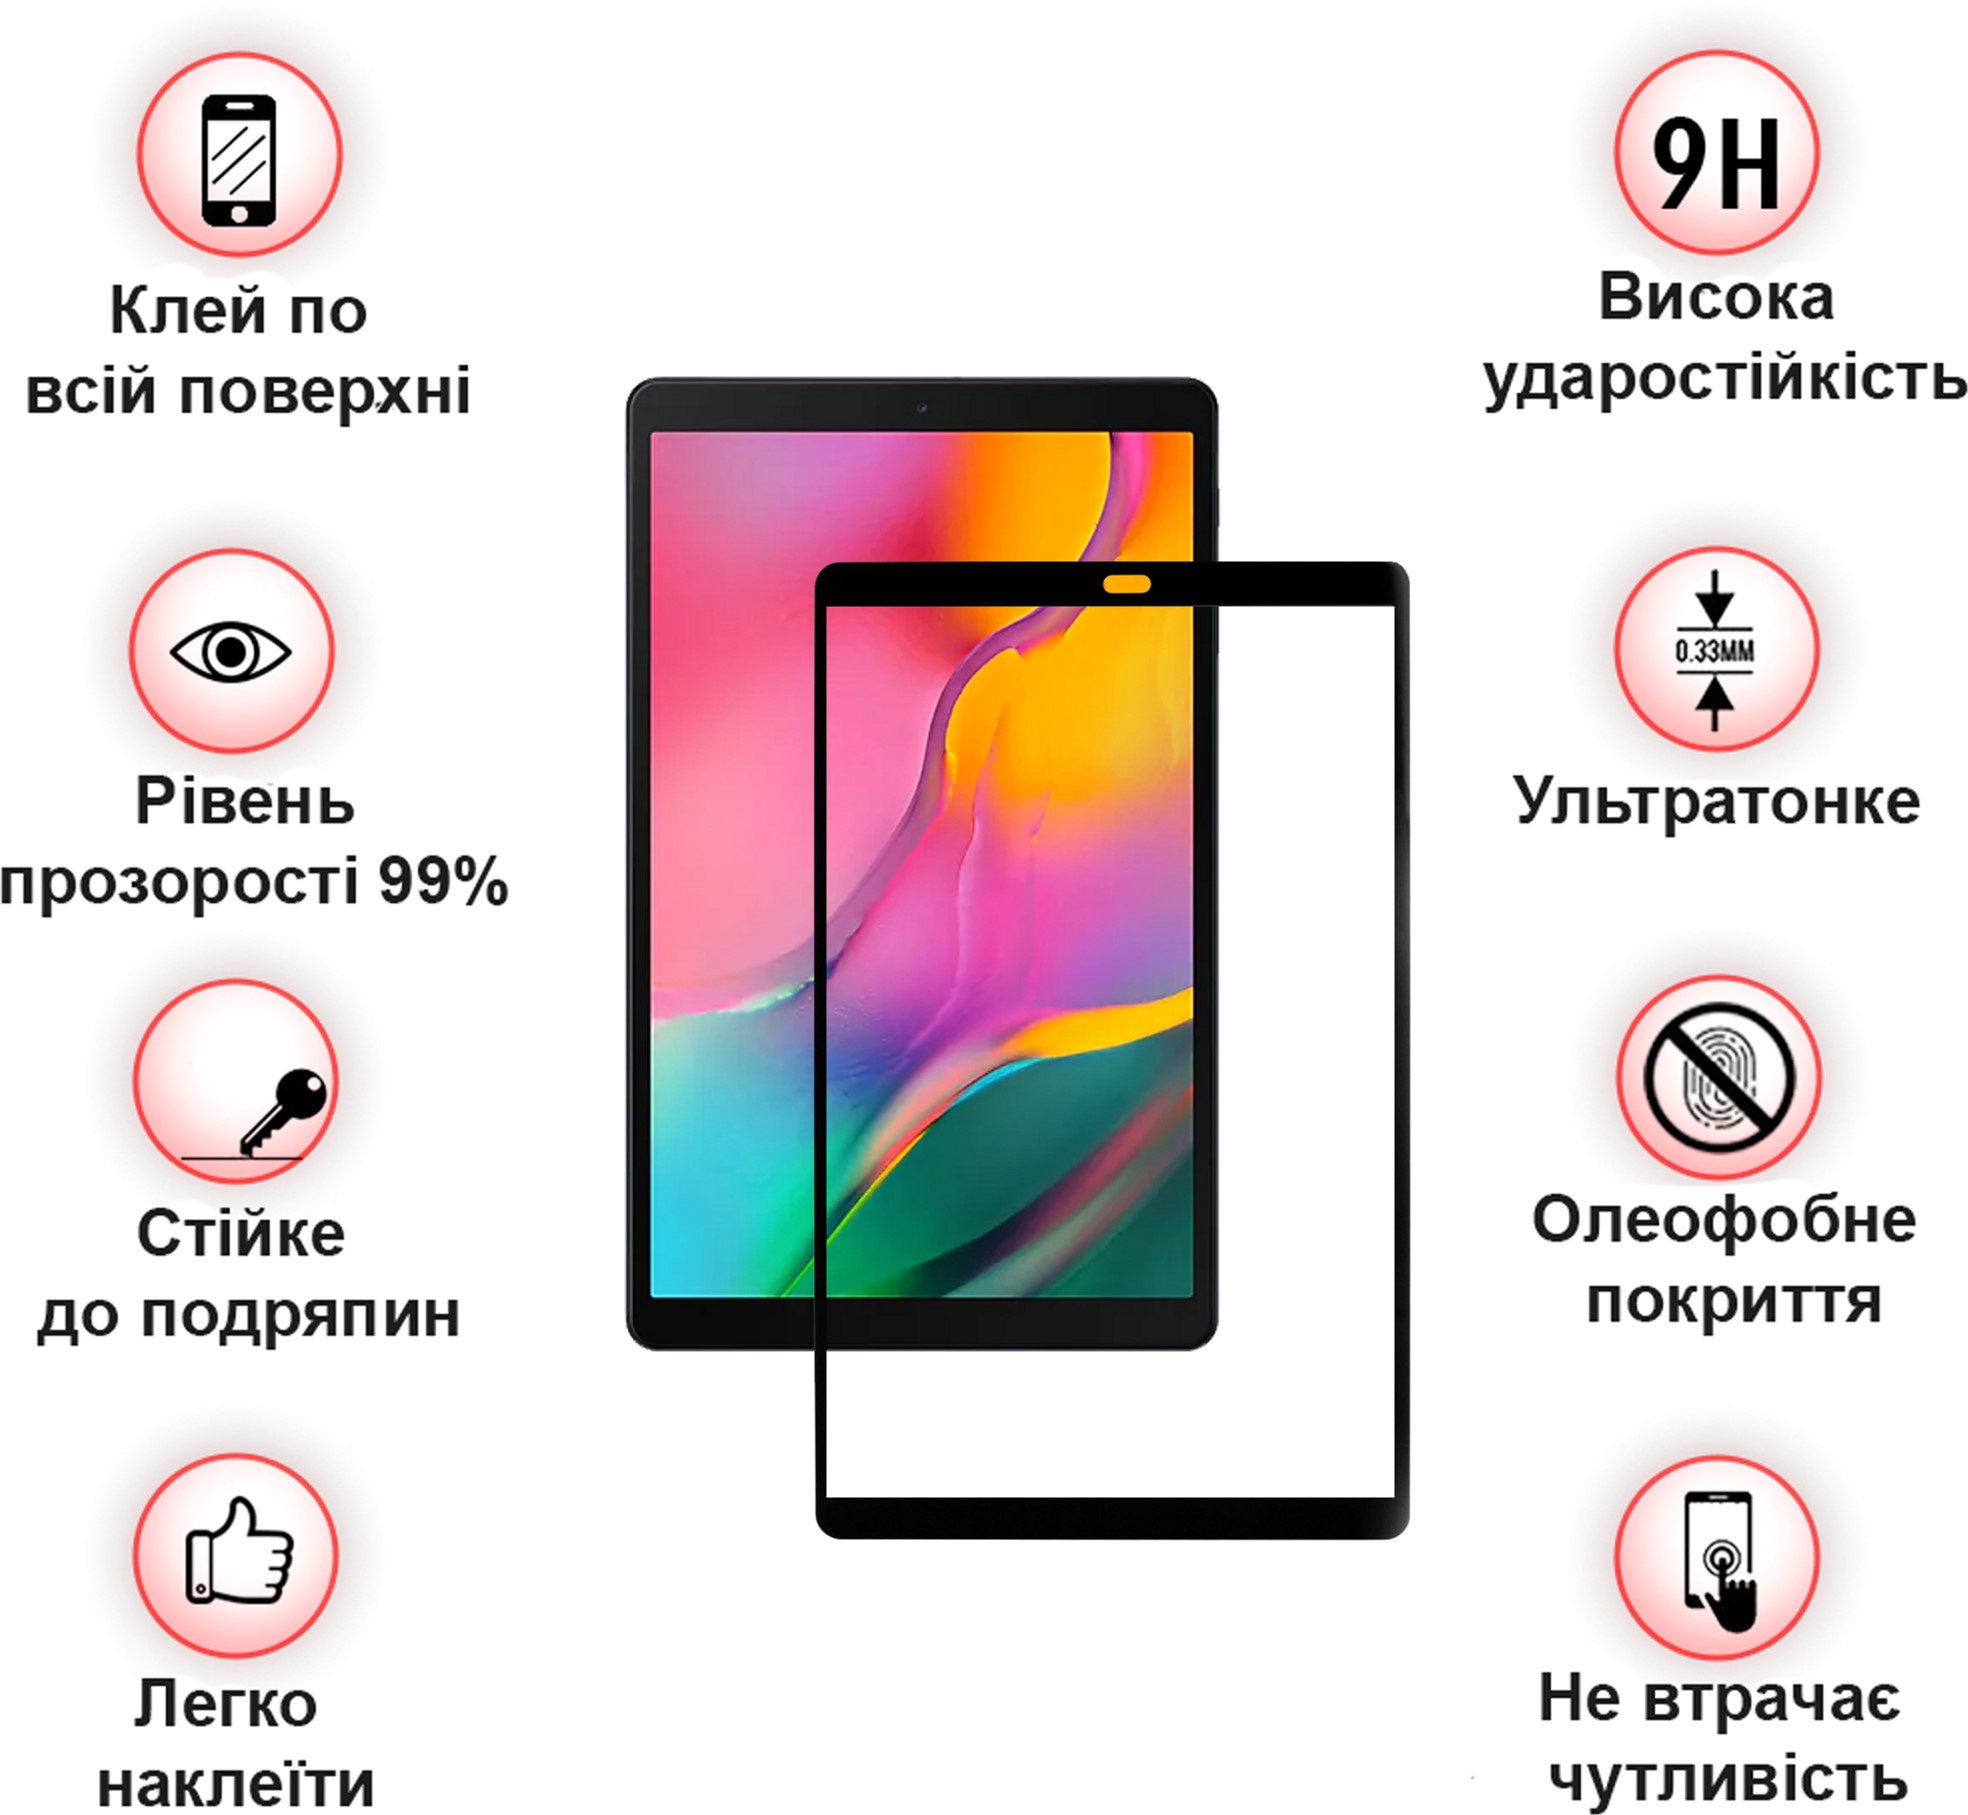 Клей по
всій поверхні
Рівень
прозорості 99%
Стійке
до подряпин
Легко
наклеїти
9H
Висока
ударостійкість
0.33MM
Ультратонке
Олеофобне
покриття
Не втрачає
чутливість